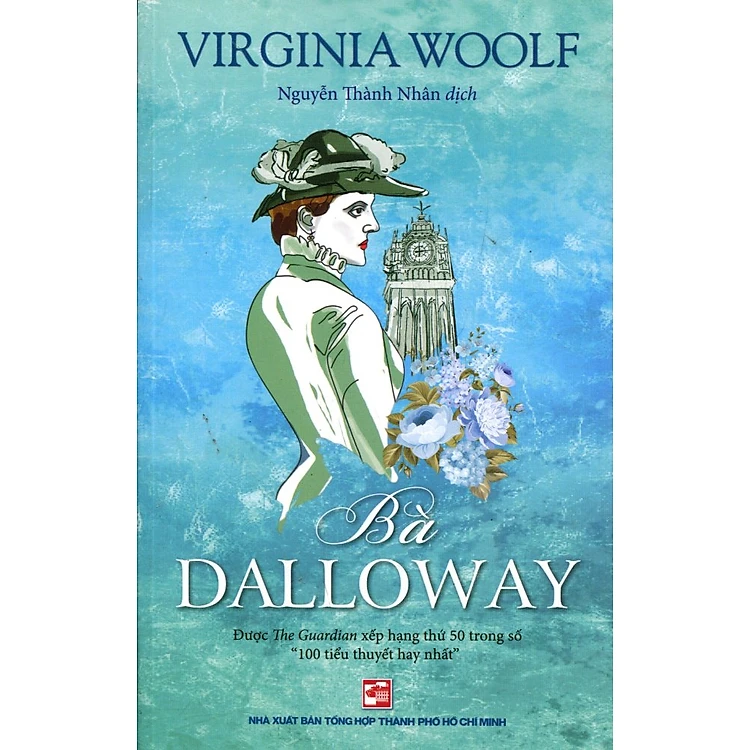 VIRGINIA WOOLF
Nguyễn Thành Nhân dịch
Bà
DALLOWAY
Được The Guardian xếp hạng thứ 50 trong số
“100 tiểu thuyết hay nhất”
NHÀ XUẤT BẢN TỔNG HỢP THÀNH PHỐ HỒ CHÍ MINH